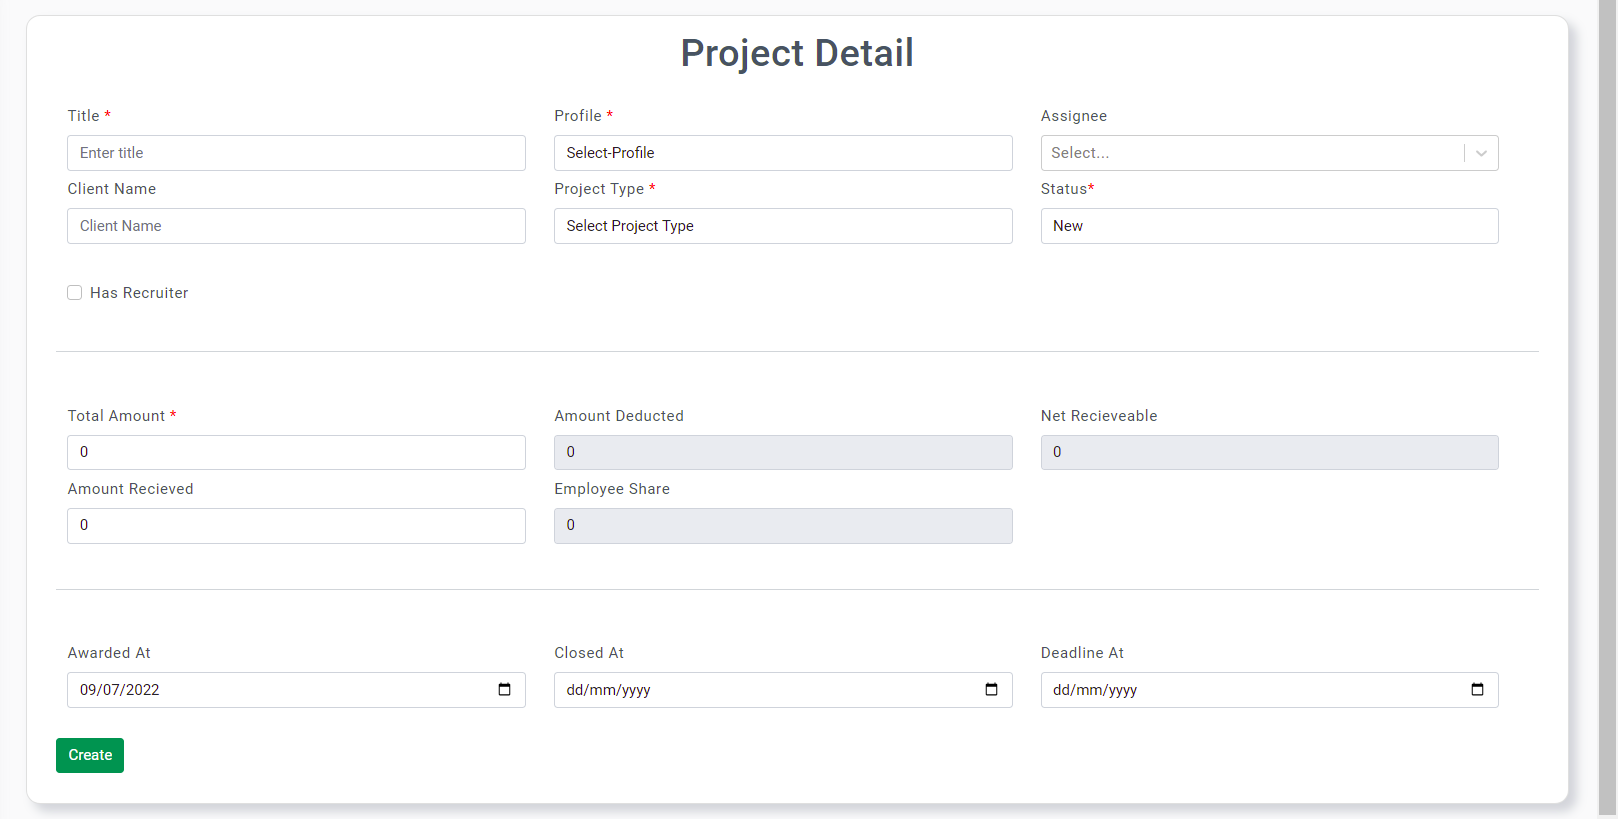 Project Detail
Title * Profile * Assignee
Enter title Select-Profile Select...
Client Name Project Type * Status*
Client Name Select Project Type New
Has Recruiter
Total Amount * Amount Deducted Net Recieveable
0 0 0
Amount Recieved Employee Share
0 0
Awarded At Closed At Deadline At
09/07/2022 dd/mm/yyyy dd/mm/yyyy
Create